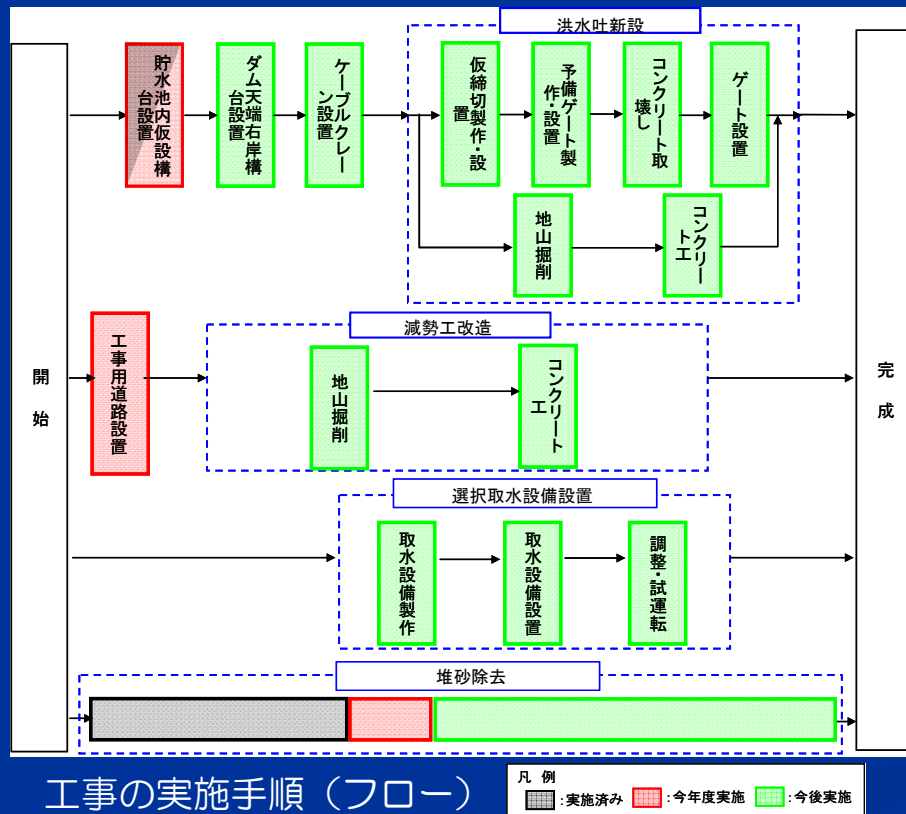 洪水吐新設
開
始
貯水池内仮設構
台設置
ダム天端右岸構
台設置
ケーブルクレー
ン設置
仮締切製作・設
置
予備ゲート製
作・設置
コンクリート取
壊し
ゲート設置
地山掘削
コンクリー
ト工
工事用道路設置
減勢工改造
地山掘削
コンクリート
工
選択取水設備設置
取水設備製作
取水設備設置
調整・試運転
堆砂除去
完
成
工事の実施手順（フロー）
凡 例
:実施済み
:今年度実施
:今後実施